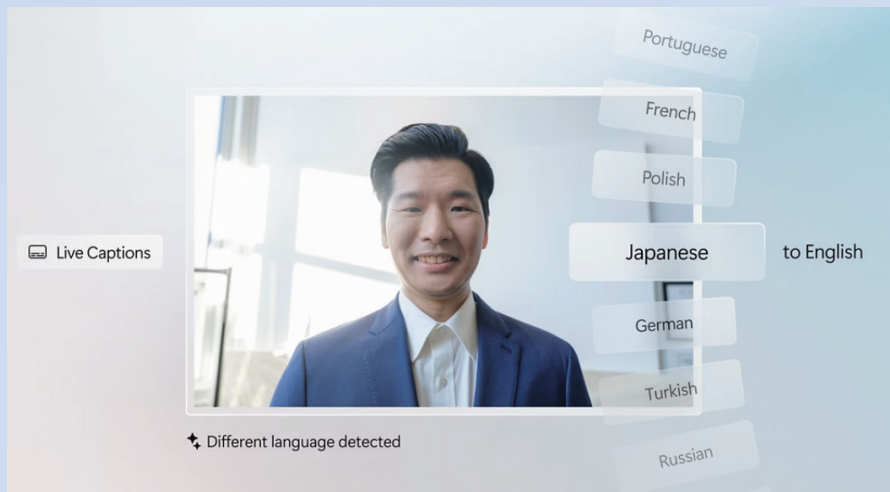 Portuguese
French
Polish
Live Captions
Japanese
to English
German
Turkish
Different language detected
Russian